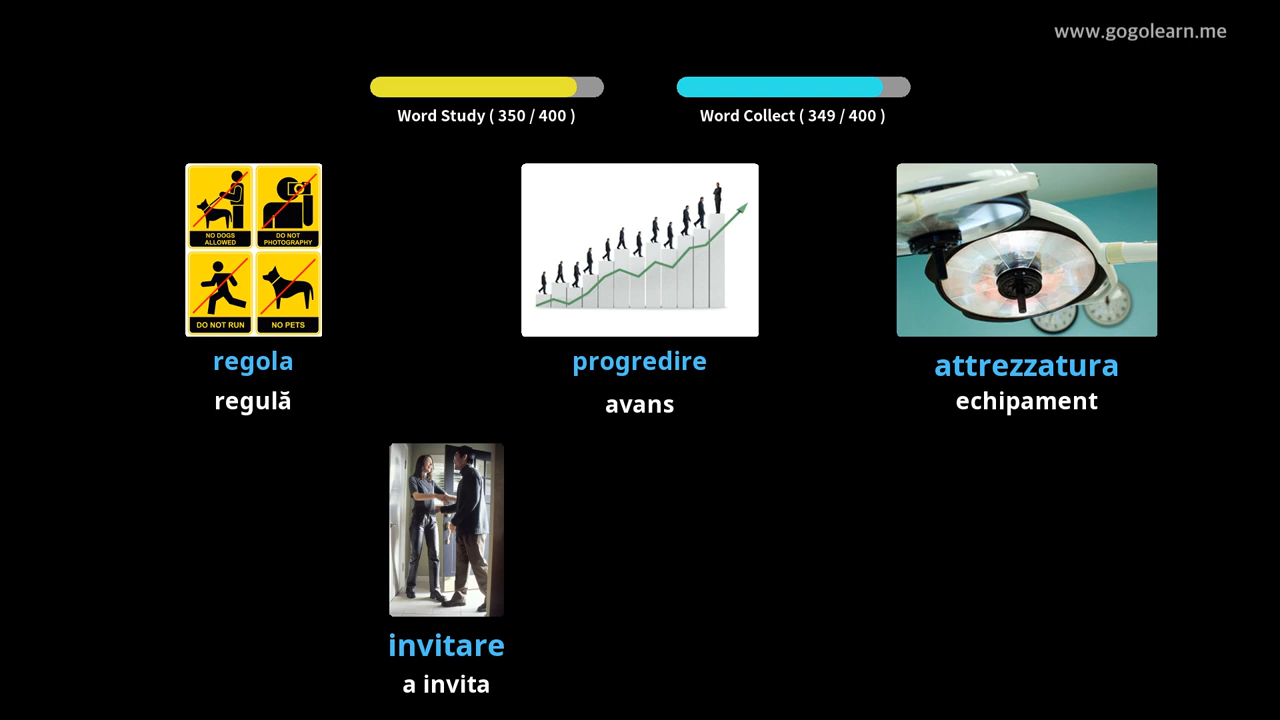 www.gogolearn.me
Word Study ( 350 / 400 )
Word Collect ( 349 / 400 )
NO DOGS
ALLOWED
DO NOT
PHOTOGRAPHY
DO NOT RUN
NO PETS
regola
progredire
attrezzatura
regulă
avans
echipament
invitare
a invita